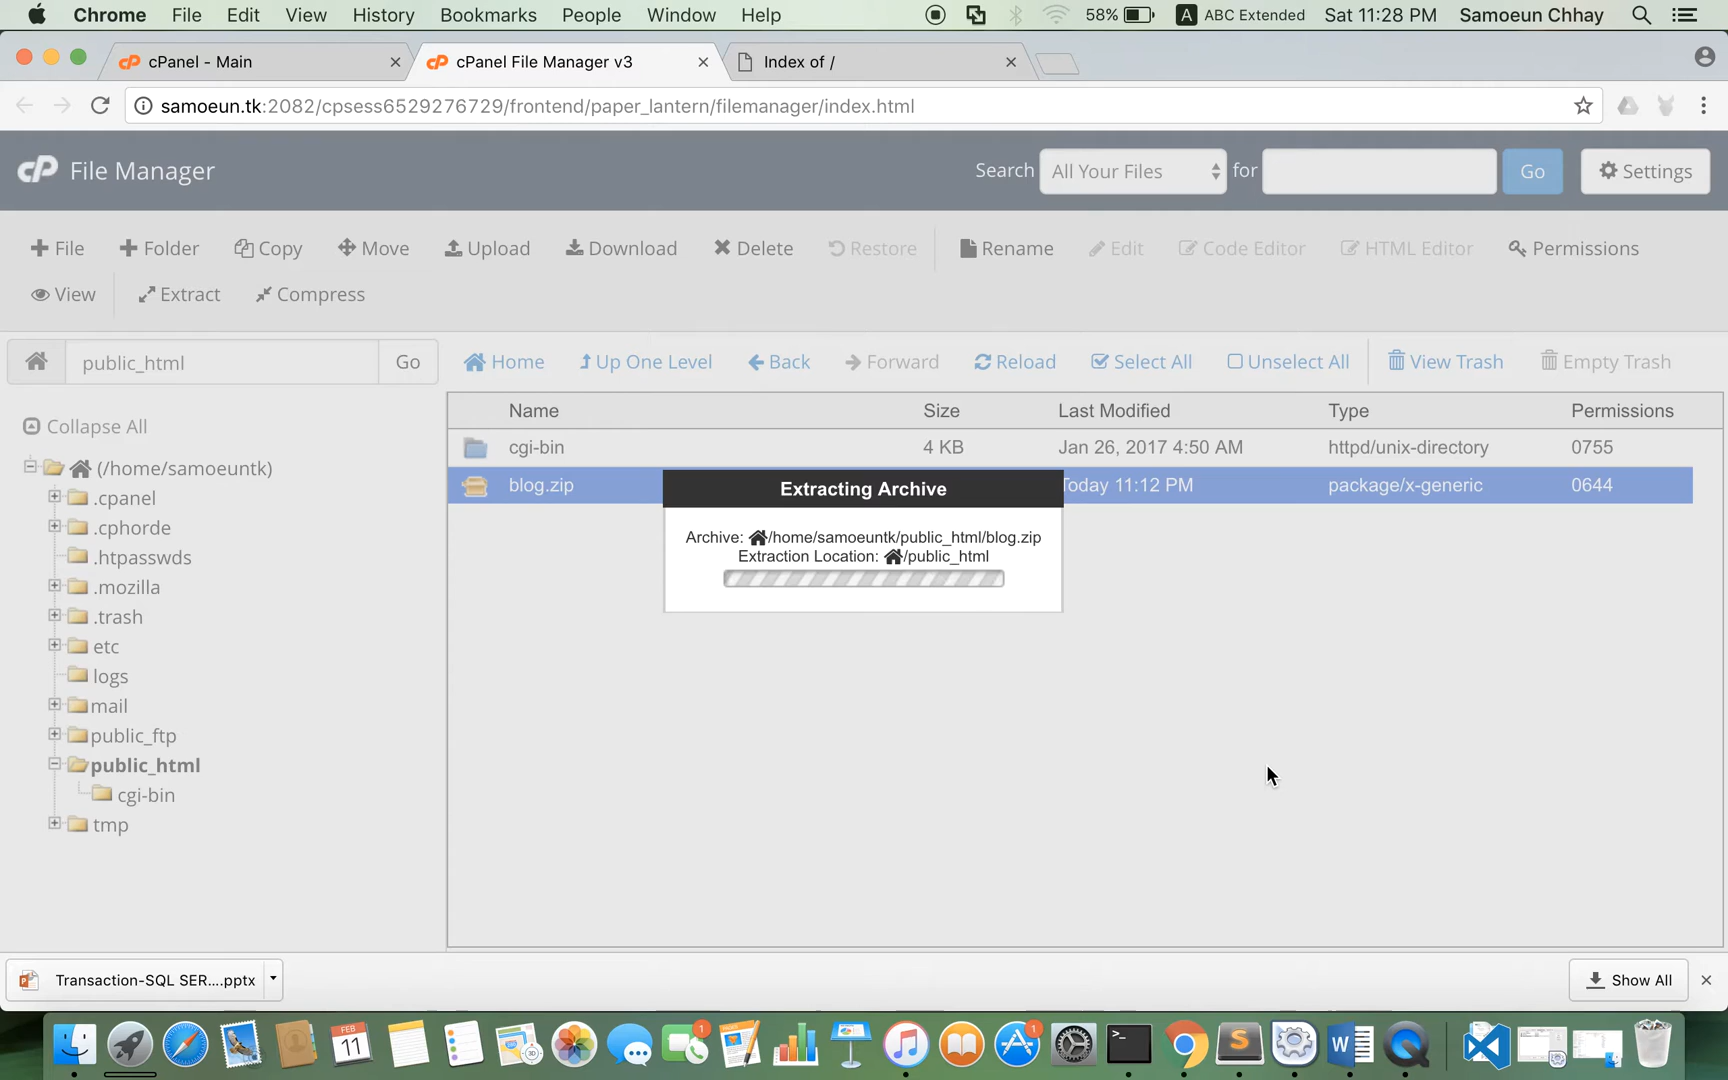 Chrome File Edit View History Bookmarks People Window Help 58% A ABC Extended Sat 11:28 PM Samoeun Chhay
cPanel - Main cPanel File Manager v3 Index of /
samoeun.tk:2082/cpsess6529276729/frontend/paper_lantern/filemanager/index.html
cP File Manager Search All Your Files for Go Settings
File Folder Copy Move Upload Download Delete Restore Rename Edit Code Editor HTML Editor Permissions
View Extract Compress
public_html Go Home Up One Level Back Forward Reload Select All Unselect All View Trash Empty Trash
Name Size Last Modified Type Permissions
cgi-bin 4 KB Jan 26, 2017 4:50 AM httpd/unix-directory 0755
blog.zip Today 11:12 PM package/x-generic 0644
Extracting Archive
Archive: /home/samoeuntk/public_html/blog.zip
Extraction Location: /public_html
Collapse All
(/home/samoeuntk)
.cpanel
.cphorde
.htpasswds
.mozilla
.trash
etc
logs
mail
public_ftp
public_html
cgi-bin
tmp
Transaction-SQL SER....pptx Show All
FEB
11
1
1